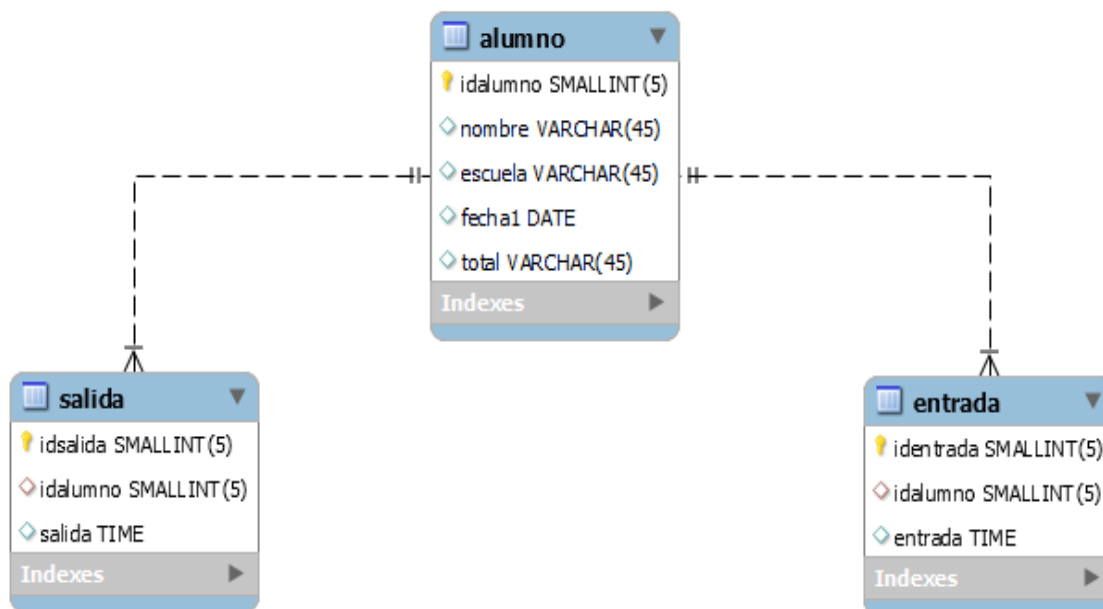 alumno
idalumno SMALLINT(5)
nombre VARCHAR(45)
escuela VARCHAR(45)
fecha1 DATE
total VARCHAR(45)
Indexes
salida
idsalida SMALLINT(5)
idalumno SMALLINT(5)
salida TIME
Indexes
entrada
identrada SMALLINT(5)
idalumno SMALLINT(5)
entrada TIME
Indexes